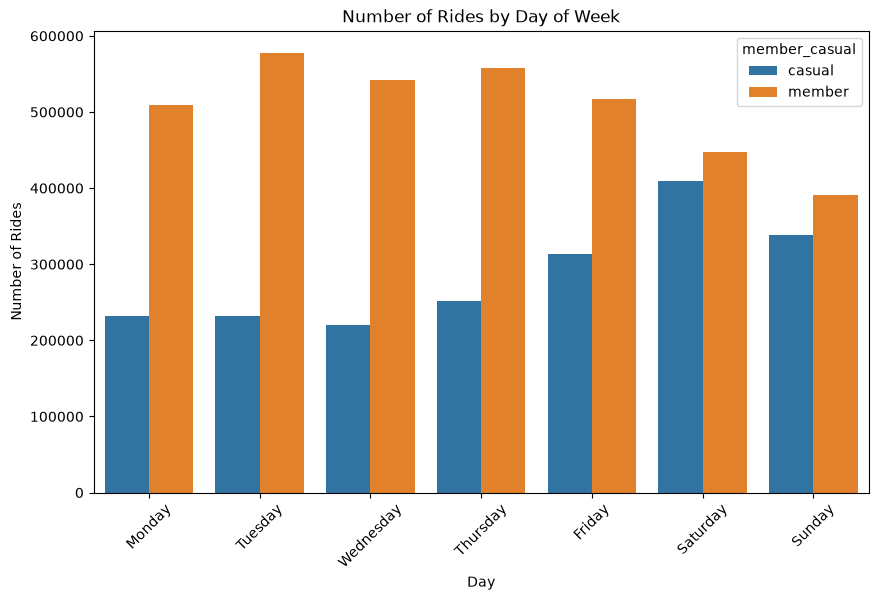 Number of Rides by Day of Week
member_casual
casual
member
Number of Rides
600000
500000
400000
300000
200000
100000
0
Monday
Tuesday
Wednesday
Thursday
Friday
Saturday
Sunday
Day